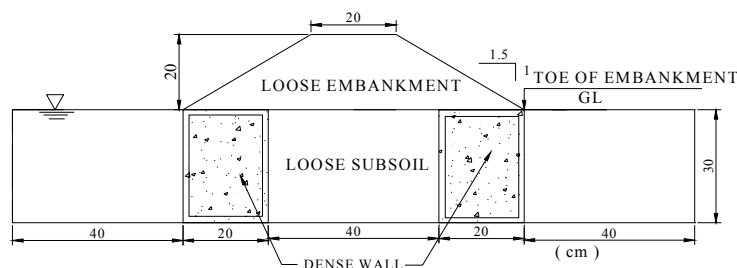 20
20
1.5
1
LOOSE EMBANKMENT
TOE OF EMBANKMENT
GL
LOOSE SUBSOIL
30
40
20
40
20
40
(cm)
DENSE WALL